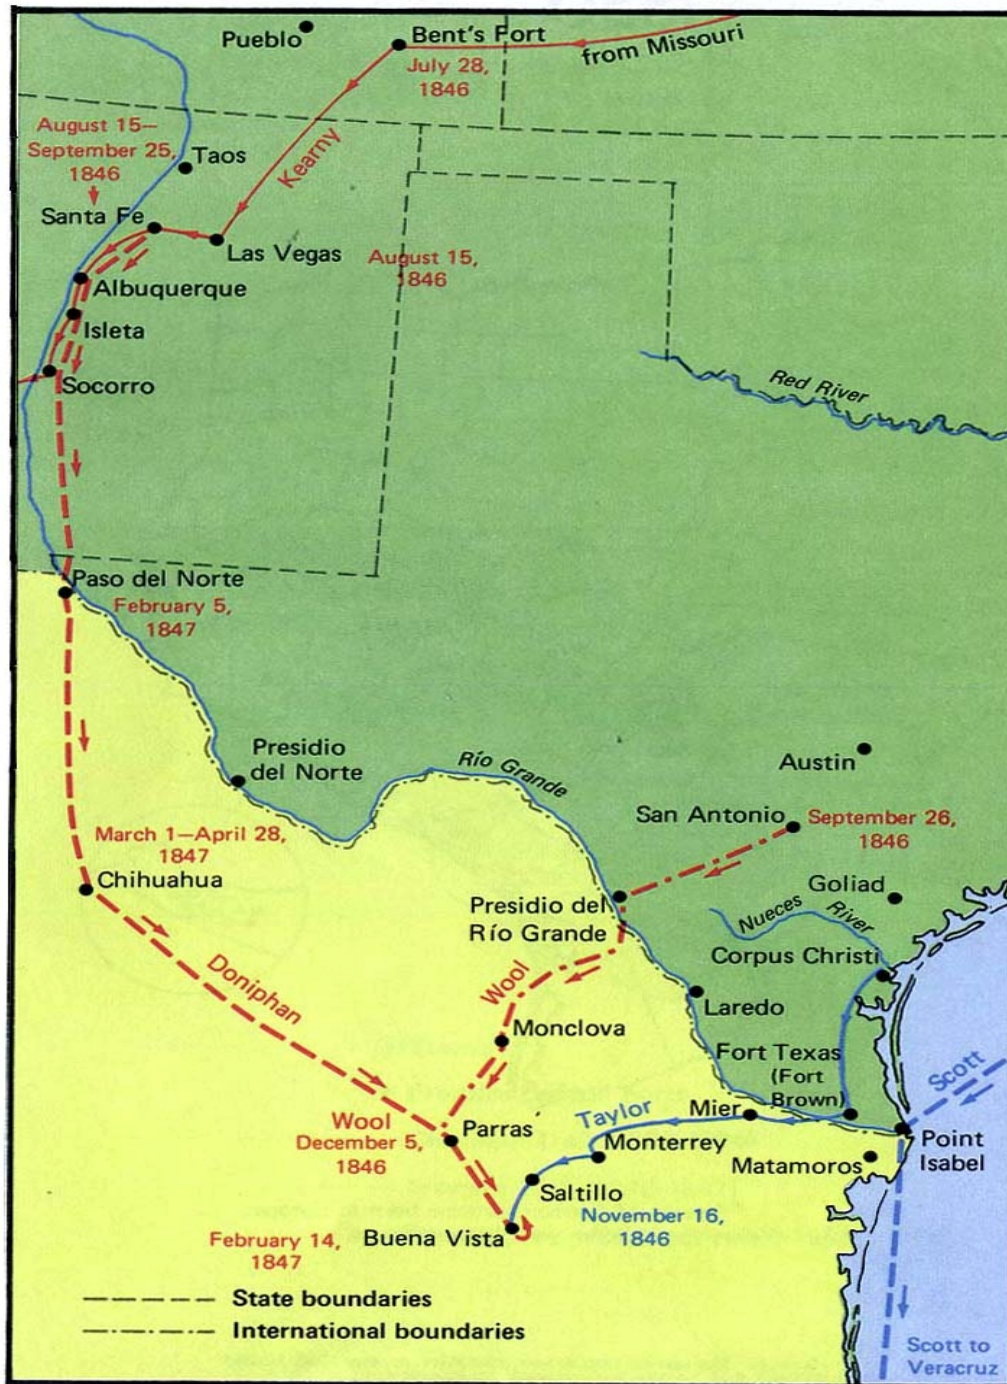 Pueblo
Bent's Fort
from Missouri
July 28,
1846
August 15—
September 25,
1846
Taos
Kearny
Santa Fe
Las Vegas
August 15,
1846
Albuquerque
Isleta
Socorro
Red River
Paso del Norte
February 5,
1847
Presidio
del Norte
Río Grande
Austin
San Antonio
September 26,
1846
March 1—April 28,
1847
Chihuahua
Goliad
Presidio del
Río Grande
Nueces
River
Corpus Christi
Doniphan
Wool
Laredo
Monclova
Fort Texas
(Fort
Brown)
Scott
Wool
December 5,
1846
Parras
Taylor
Mier
Monterrey
Matamoros
Point
Isabel
Saltillo
November 16,
1846
Buena Vista
February 14,
1847
State boundaries
International boundaries
Scott to
Veracruz